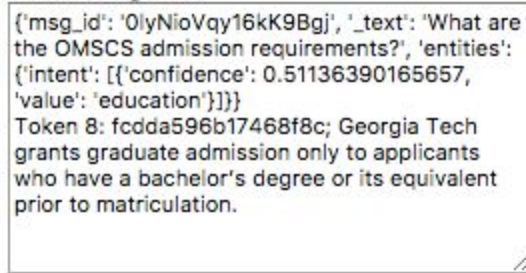 {'msg_id': '0lyNioVqy16kK9Bgj', '_text': 'What are
the OMSCS admission requirements?', 'entities':
{'intent': [{'confidence': 0.51136390165657,
'value': 'education'}]}}
Token 8: fcdda596b17468f8c; Georgia Tech
grants graduate admission only to applicants
who have a bachelor's degree or its equivalent
prior to matriculation.